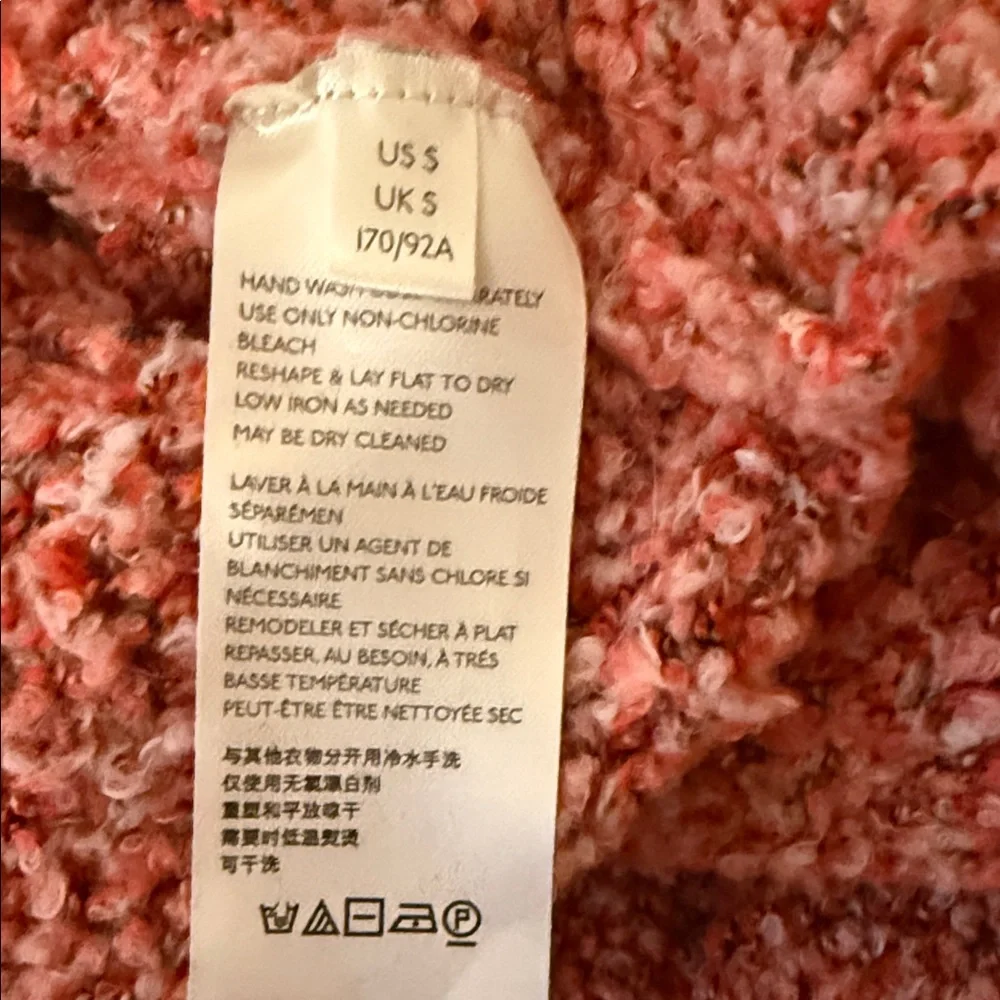 US S
UK S
170/92A
HAND WASH
USE ONLY NON-CHLORINE
BLEACH
RESHAPE & LAY FLAT TO DRY
LOW IRON AS NEEDED
MAY BE DRY CLEANED
LAVER À LA MAIN À L'EAU FROIDE
SÉPARÉMEN
UTILISER UN AGENT DE
BLANCHIMENT SANS CHLORE SI
NÉCESSAIRE
REMODELER ET SÉCHER À PLAT
REPASSER, AU BESOIN, À TRÉS
BASSE TEMPÉRATURE
PEUT-ÊTRE ÊTRE NETTOYÉE SEC
与其他衣物分开用冷水手洗
仅使用无氯漂白剂
重塑和平放晾干
需要时低温熨烫
可干洗
P